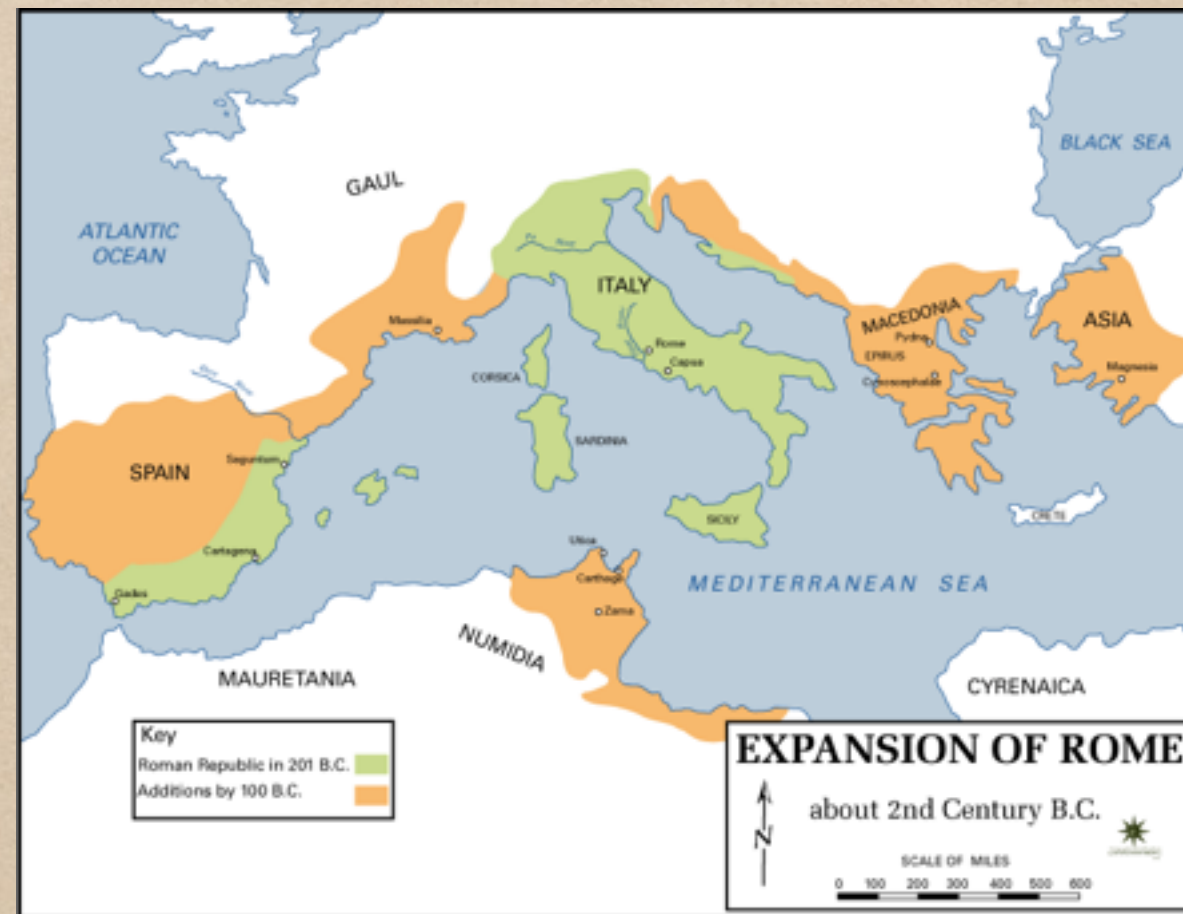 BLACK SEA
GAUL
ATLANTIC
OCEAN
Po River
ITALY
MACEDONIA
ASIA
Massilia
Pydna
Rome
EPIRUS
Capua
Magnesia
CORSICA
Cynoscephalae
SARDINIA
Saguntum
SPAIN
SICILY
CRETE
Utica
Cartagena
Carthage
MEDITERRANEAN SEA
Gades
Zama
NUMIDIA
MAURETANIA
CYRENAICA
Key
Roman Republic in 201 B.C.
Additions by 100 B.C.
EXPANSION OF ROME
about 2nd Century B.C.
N
SCALE OF MILES
0 100 200 300 400 500 600